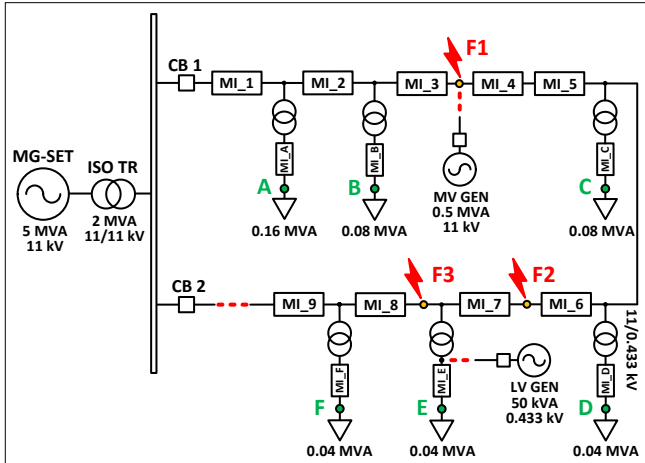 CB 1
MI_1
MI_2
MI_3
F1
MI_4
MI_5
MG-SET
ISO TR
5 MVA
11 kV
2 MVA
11/11 kV
MI_A
MI_B
MI_C
A
B
C
0.16 MVA
0.08 MVA
MV GEN
0.5 MVA
11 kV
0.08 MVA
CB 2
MI_9
MI_8
F3
MI_7
F2
MI_6
11/0.433 kV
MI_F
MI_E
MI_D
F
E
D
LV GEN
50 kVA
0.433 kV
0.04 MVA
0.04 MVA
0.04 MVA